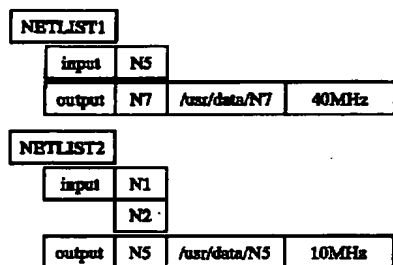 NETLIST1
input N5
output N7 /usr/data/N7 40MHz
NETLIST2
input N1
N2
output N5 /usr/data/N5 10MHz